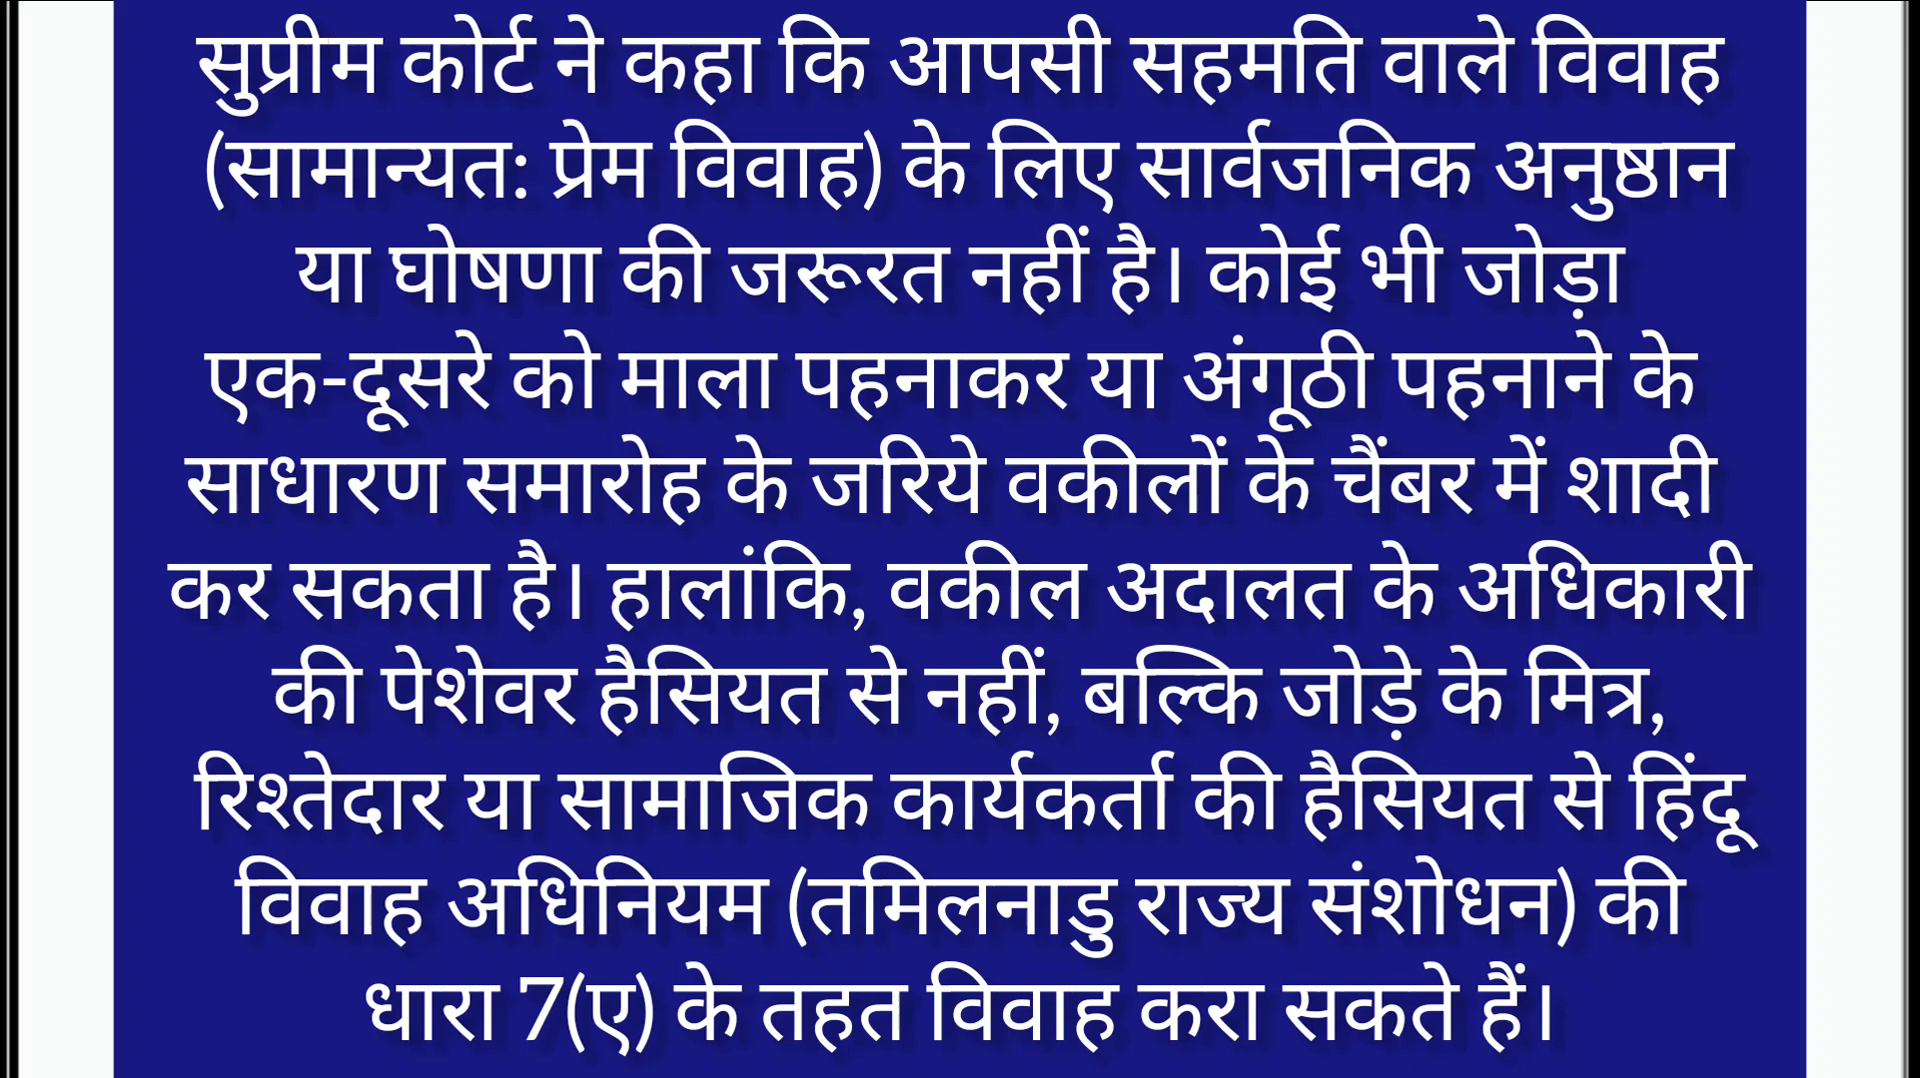 सुप्रीम कोर्ट ने कहा कि आपसी सहमति वाले विवाह
(सामान्यत: प्रेम विवाह) के लिए सार्वजनिक अनुष्ठान
या घोषणा की जरूरत नहीं है। कोई भी जोड़ा
एक-दूसरे को माला पहनाकर या अंगूठी पहनाने के
साधारण समारोह के जरिये वकीलों के चैंबर में शादी
कर सकता है। हालांकि, वकील अदालत के अधिकारी
की पेशेवर हैसियत से नहीं, बल्कि जोड़े के मित्र,
रिश्तेदार या सामाजिक कार्यकर्ता की हैसियत से हिंदू
विवाह अधिनियम (तमिलनाडु राज्य संशोधन) की
धारा 7(ए) के तहत विवाह करा सकते हैं।